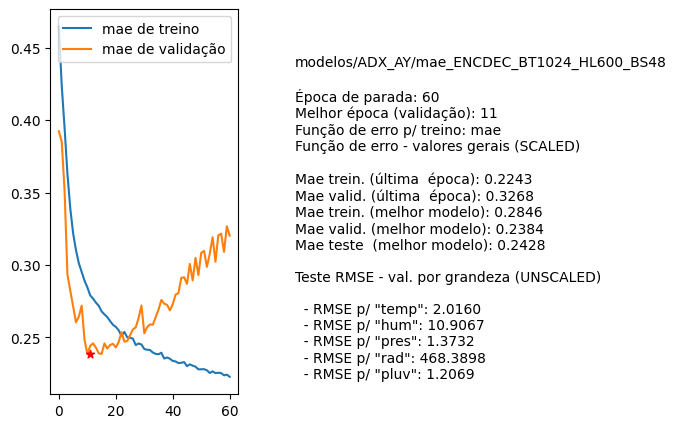 mae de treino
mae de validação
0.45
0.40
0.35
0.30
0.25
0
20
40
60
modelos/ADX_AY/mae_ENCDEC_BT1024_HL600_BS48
Época de parada: 60
Melhor época (validação): 11
Função de erro p/ treino: mae
Função de erro - valores gerais (SCALED)
Mae trein. (última  época): 0.2243
Mae valid. (última  época): 0.3268
Mae trein. (melhor modelo): 0.2846
Mae valid. (melhor modelo): 0.2384
Mae teste  (melhor modelo): 0.2428
Teste RMSE - val. por grandeza (UNSCALED)
- RMSE p/ "temp": 2.0160
- RMSE p/ "hum": 10.9067
- RMSE p/ "pres": 1.3732
- RMSE p/ "rad": 468.3898
- RMSE p/ "pluv": 1.2069